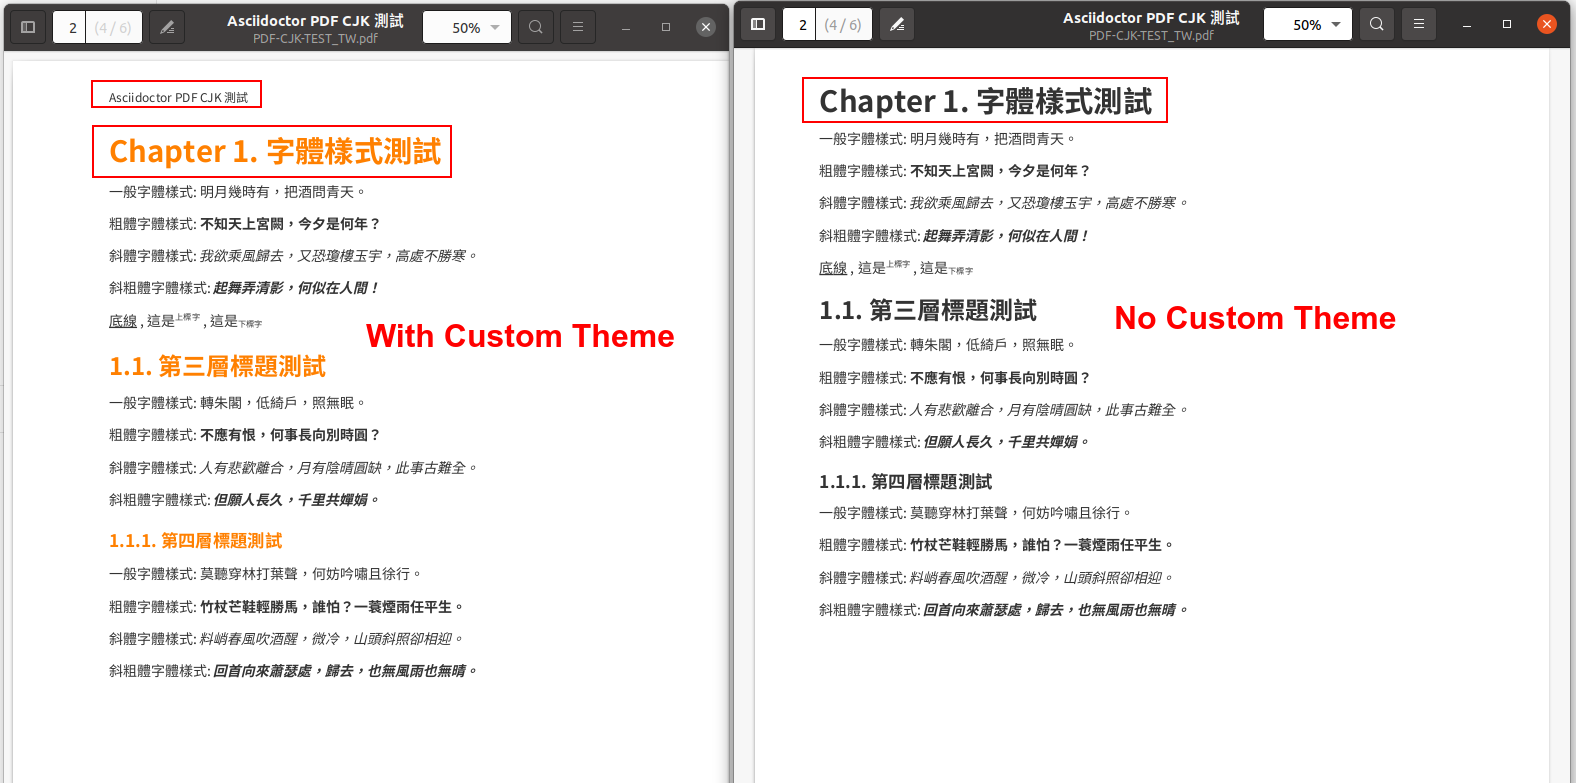 Asciidoctor PDF CJK 測試
PDF-CJK-TEST_TW.pdf
2 (4 / 6)
50%
Asciidoctor PDF CJK 測試
Chapter 1. 字體樣式測試
一般字體樣式: 明月幾時有，把酒問青天。
粗體字體樣式: 不知天上宮闕，今夕是何年？
斜體字體樣式: 我欲乘風歸去，又恐瓊樓玉宇，高處不勝寒。
斜粗體字體樣式: 起舞弄清影，何似在人間！
底線 , 這是上標字 , 這是下標字
With Custom Theme
1.1. 第三層標題測試
一般字體樣式: 轉朱閣，低綺戶，照無眠。
粗體字體樣式: 不應有恨，何事長向別時圓？
斜體字體樣式: 人有悲歡離合，月有陰晴圓缺，此事古難全。
斜粗體字體樣式: 但願人長久，千里共嬋娟。
1.1.1. 第四層標題測試
一般字體樣式: 莫聽穿林打葉聲，何妨吟嘯且徐行。
粗體字體樣式: 竹杖芒鞋輕勝馬，誰怕？一蓑煙雨任平生。
斜體字體樣式: 料峭春風吹酒醒，微冷，山頭斜照卻相迎。
斜粗體字體樣式: 回首向來蕭瑟處，歸去，也無風雨也無晴。
Asciidoctor PDF CJK 測試
PDF-CJK-TEST_TW.pdf
2 (4 / 6)
50%
Chapter 1. 字體樣式測試
一般字體樣式: 明月幾時有，把酒問青天。
粗體字體樣式: 不知天上宮闕，今夕是何年？
斜體字體樣式: 我欲乘風歸去，又恐瓊樓玉宇，高處不勝寒。
斜粗體字體樣式: 起舞弄清影，何似在人間！
底線 , 這是上標字 , 這是下標字
No Custom Theme
1.1. 第三層標題測試
一般字體樣式: 轉朱閣，低綺戶，照無眠。
粗體字體樣式: 不應有恨，何事長向別時圓？
斜體字體樣式: 人有悲歡離合，月有陰晴圓缺，此事古難全。
斜粗體字體樣式: 但願人長久，千里共嬋娟。
1.1.1. 第四層標題測試
一般字體樣式: 莫聽穿林打葉聲，何妨吟嘯且徐行。
粗體字體樣式: 竹杖芒鞋輕勝馬，誰怕？一蓑煙雨任平生。
斜體字體樣式: 料峭春風吹酒醒，微冷，山頭斜照卻相迎。
斜粗體字體樣式: 回首向來蕭瑟處，歸去，也無風雨也無晴。